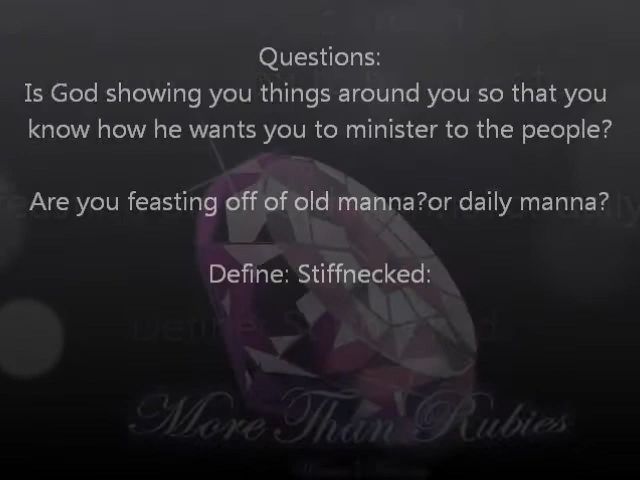 Questions:
Is God showing you things around you so that you
know how he wants you to minister to the people?
Are you feasting off of old manna?or daily manna?
Define: Stiffnecked:
More Than Rubies